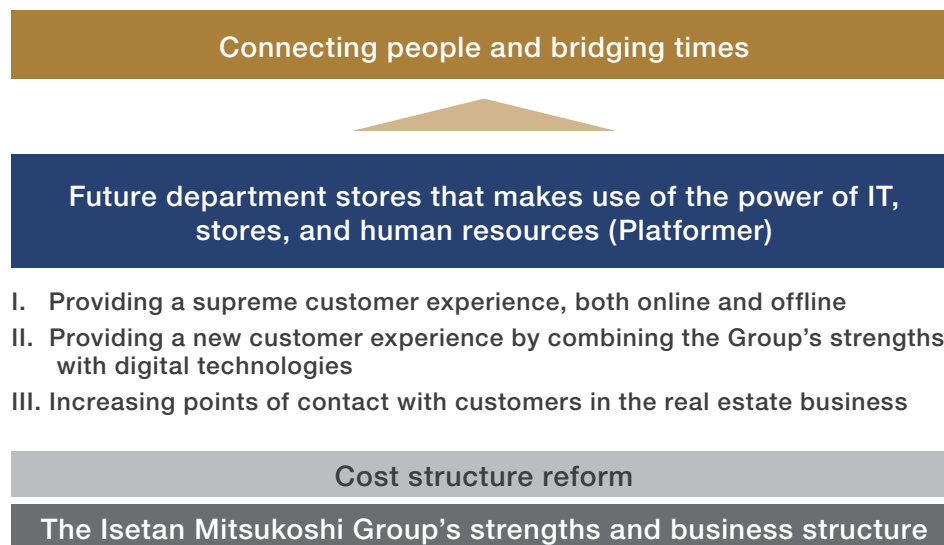 Connecting people and bridging times
Future department stores that makes use of the power of IT,
stores, and human resources (Platformer)
I. Providing a supreme customer experience, both online and offline
II. Providing a new customer experience by combining the Group’s strengths
with digital technologies
III. Increasing points of contact with customers in the real estate business
Cost structure reform
The Isetan Mitsukoshi Group’s strengths and business structure